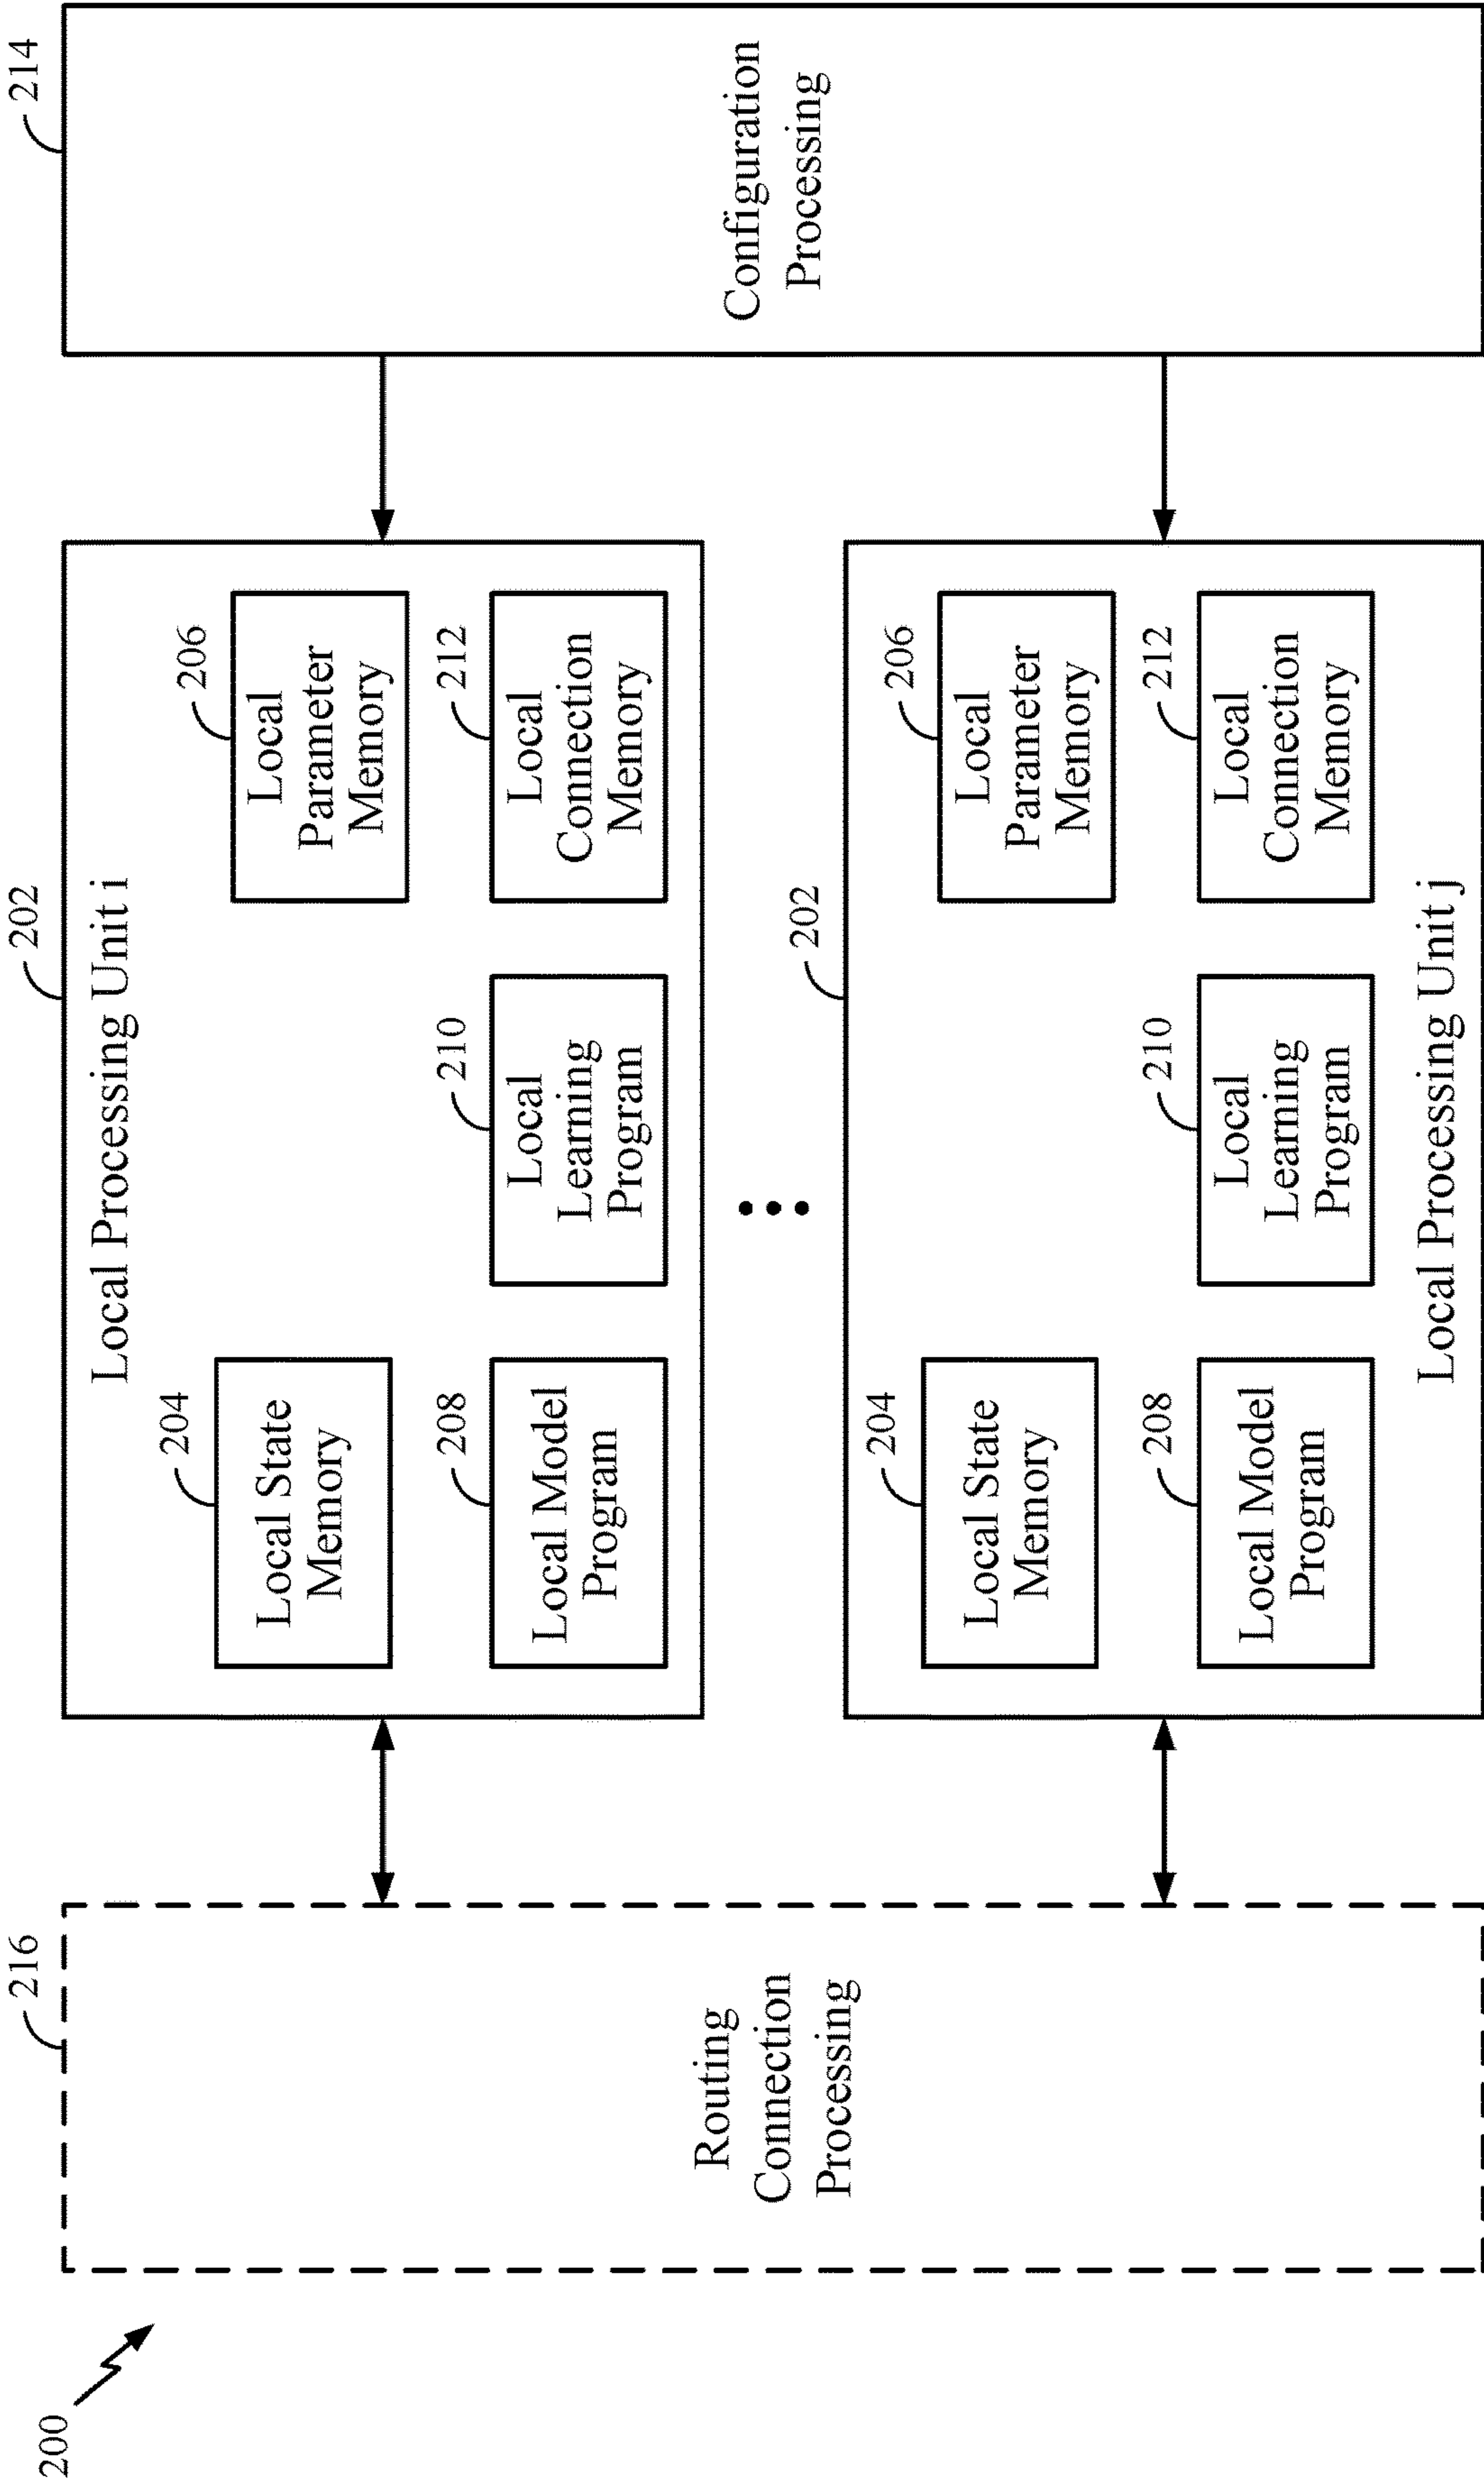 200
216
Routing
Connection
Processing
202
Local Processing Unit i
204
Local State
Memory
206
Local
Parameter
Memory
208
Local Model
Program
210
Local
Learning
Program
212
Local
Connection
Memory
202
204
Local State
Memory
206
Local
Parameter
Memory
208
Local Model
Program
210
Local
Learning
Program
212
Local
Connection
Memory
Local Processing Unit j
214
Configuration
Processing